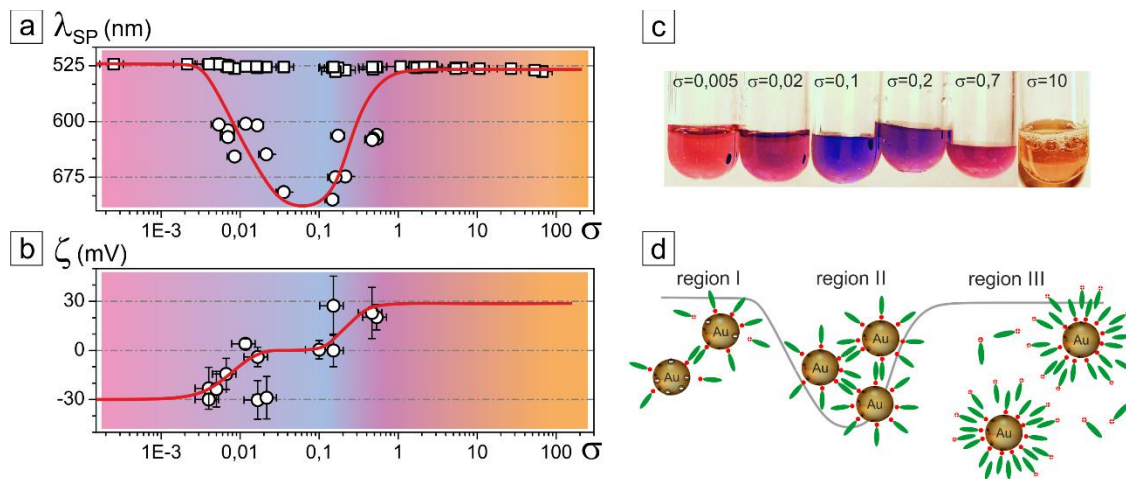 a
λSP (nm)
525
600
675
1E-3 0,01 0,1 1 10 100 σ
b
ζ (mV)
30
0
-30
1E-3 0,01 0,1 1 10 100 σ
c
σ=0,005 σ=0,02 σ=0,1 σ=0,2 σ=0,7 σ=10
d
region I region II region III
Au
Au
Au
Au
Au
Au
Au